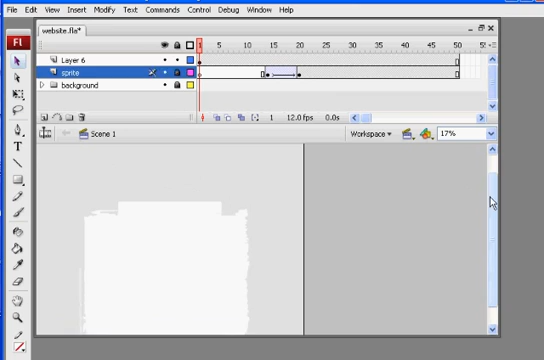 File Edit View Insert Modify Text Commands Control Debug Window Help
website.fla*
Fl
1 5 10 15 20 25 30 35 40 45 50
Layer 6
sprite
background
1 12.0 fps 0.0s
Scene 1
Workspace
17%
T